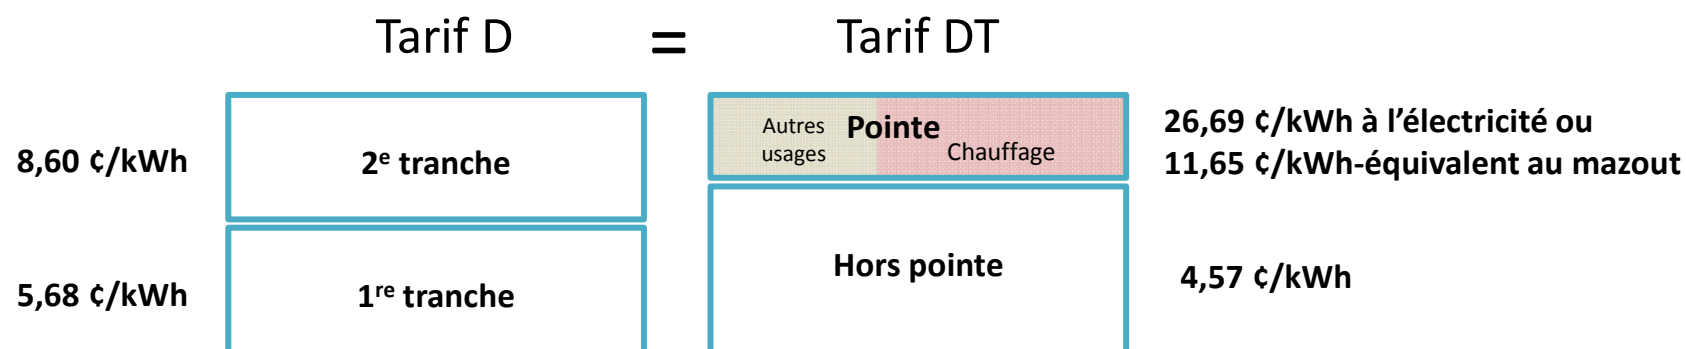 Tarif D = Tarif DT
8,60 ¢/kWh
2e tranche
5,68 ¢/kWh
1re tranche
Autres
usages
Pointe
Chauffage
26,69 ¢/kWh à l’électricité ou
11,65 ¢/kWh-équivalent au mazout
Hors pointe
4,57 ¢/kWh